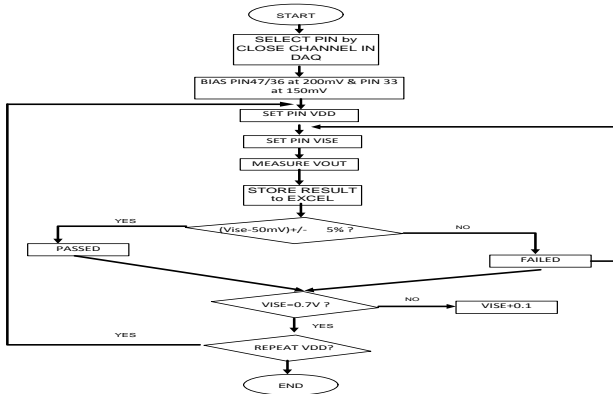 START
SELECT PIN by
CLOSE CHANNEL IN
DAQ
BIAS PIN47/36 at 200mV & PIN 33
at 150mV
SET PIN VDD
SET PIN VISE
MEASURE VOUT
STORE RESULT
to EXCEL
YES
(Vise-50mV)+/- 5% ?
NO
PASSED
FAILED
VISE=0.7V ?
NO
VISE+0.1
YES
YES
REPEAT VDD?
END